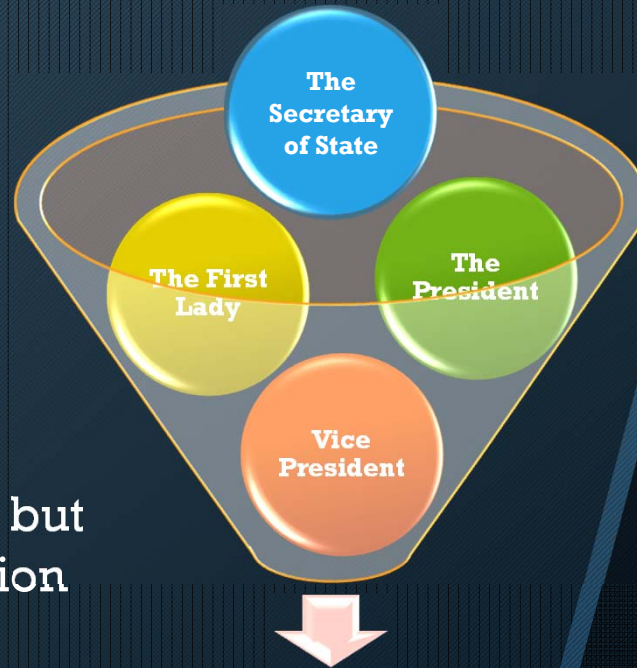 The
Secretary
of State
The First
Lady
The
President
Vice
President
but
ion